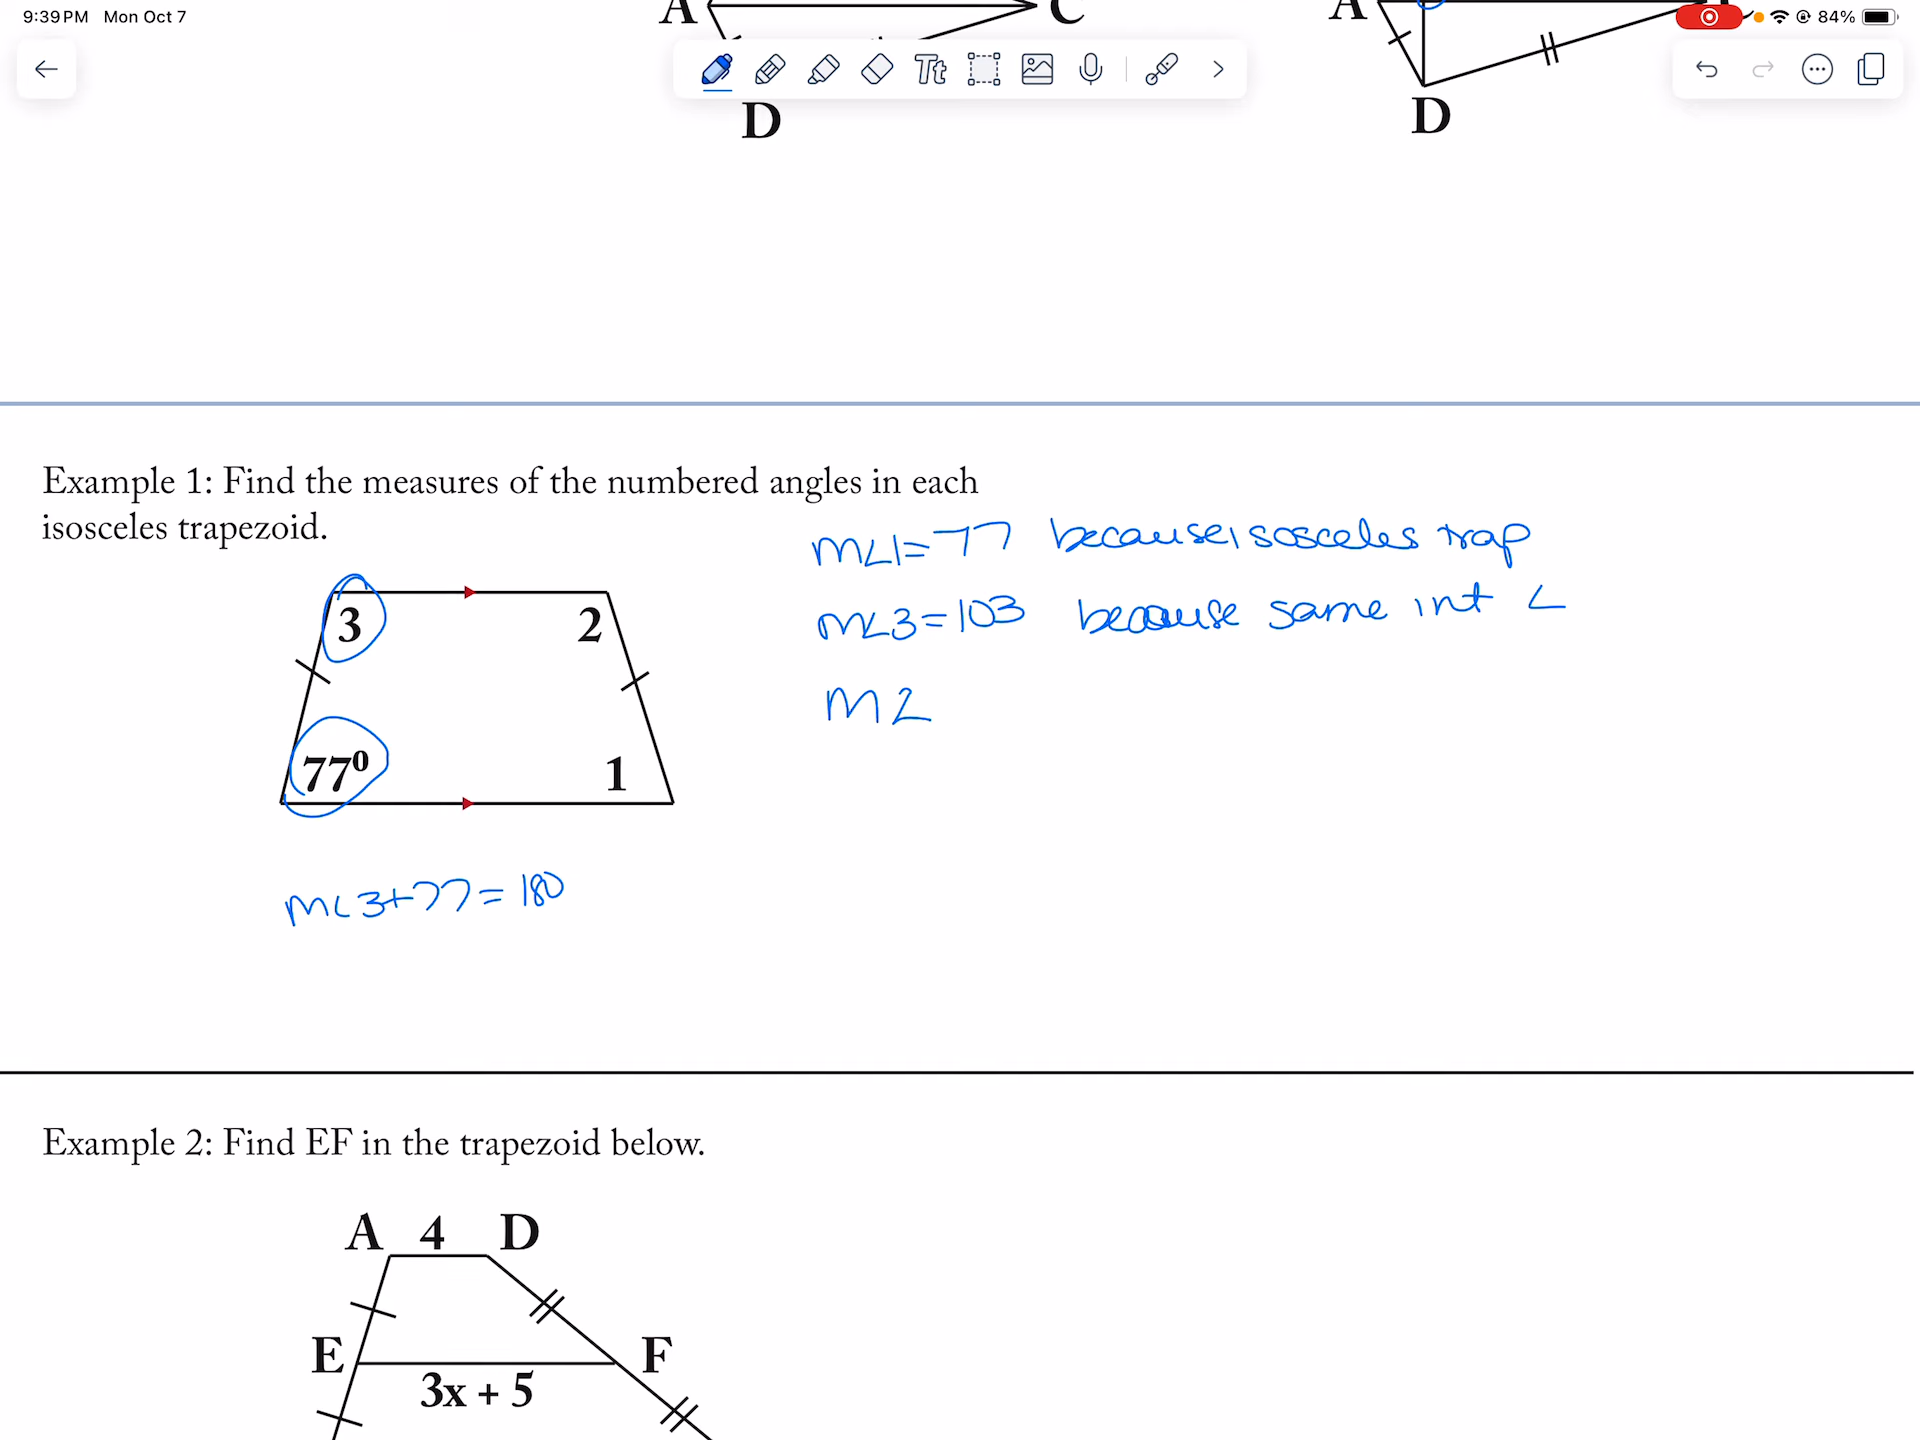 9:39 PM Mon Oct 7
84%
A C
A
D
D
Example 1: Find the measures of the numbered angles in each
isosceles trapezoid.
m∠1=77 because isosceles trap
m∠3=103 because same int ∠
m∠
3 2
77⁰ 1
m∠3+77=180
Example 2: Find EF in the trapezoid below.
A 4 D
E F
3x + 5